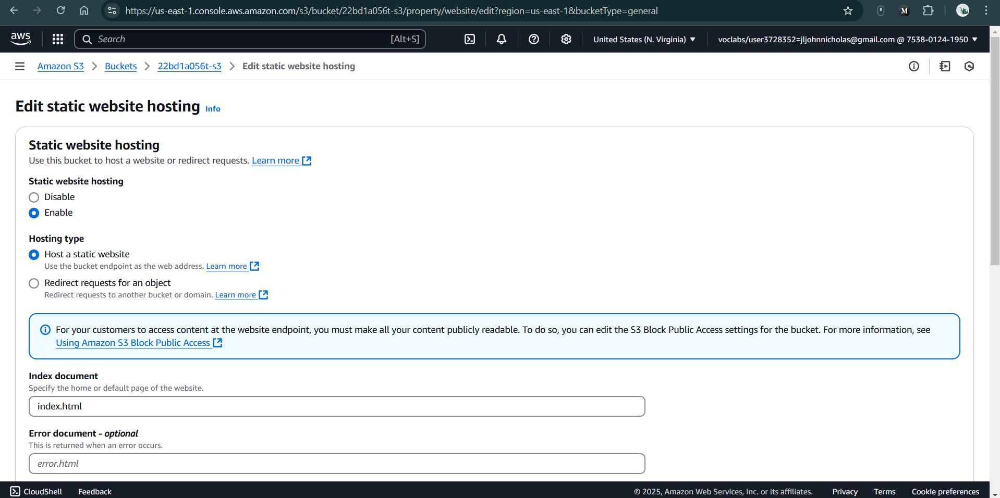 https://us-east-1.console.aws.amazon.com/s3/bucket/22bd1a056t-s3/property/website/edit?region=us-east-1&bucketType=general
M
aws
Search [Alt+S] United States (N. Virginia) voclabs/user3728352=jljohnnicholas@gmail.com @ 7538-0124-1950
Amazon S3 Buckets 22bd1a056t-s3 Edit static website hosting
Edit static website hosting Info
Static website hosting
Use this bucket to host a website or redirect requests. Learn more
Static website hosting
Disable
Enable
Hosting type
Host a static website
Use the bucket endpoint as the web address. Learn more
Redirect requests for an object
Redirect requests to another bucket or domain. Learn more
For your customers to access content at the website endpoint, you must make all your content publicly readable. To do so, you can edit the S3 Block Public Access settings for the bucket. For more information, see
Using Amazon S3 Block Public Access
Index document
Specify the home or default page of the website.
index.html
Error document - optional
This is returned when an error occurs.
error.html
CloudShell Feedback © 2025, Amazon Web Services, Inc. or its affiliates. Privacy Terms Cookie preferences